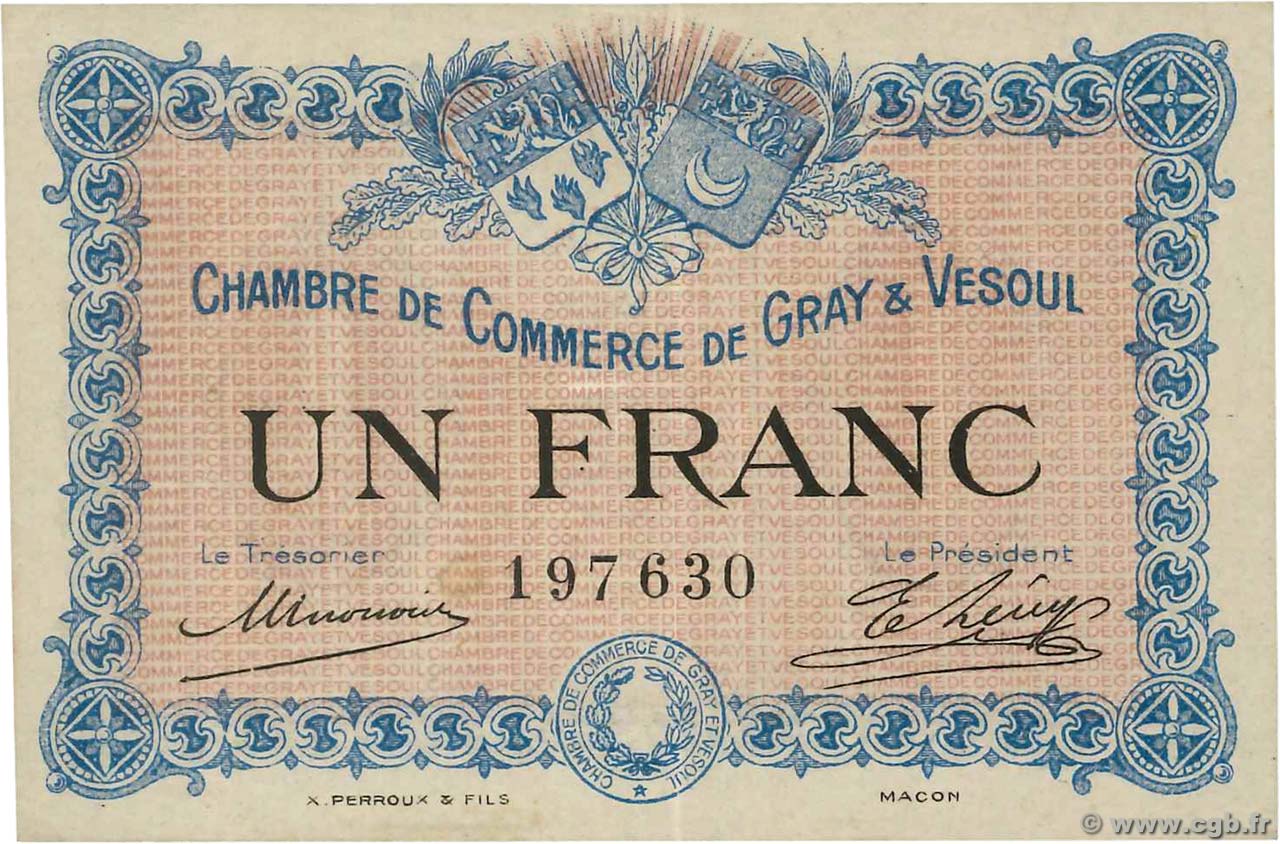 CHAMBRE DE COMMERCE DE GRAY & VESOUL
UN FRANC
Le Trésorier
197630
Le Président
CHAMBRE DE COMMERCE DE GRAY ET VESOUL
X. PERROUX & FILS
MACON
© www.cgb.fr